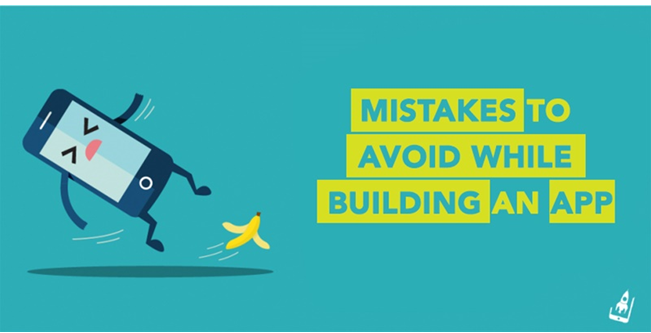 MISTAKES TO
AVOID WHILE
BUILDING AN APP